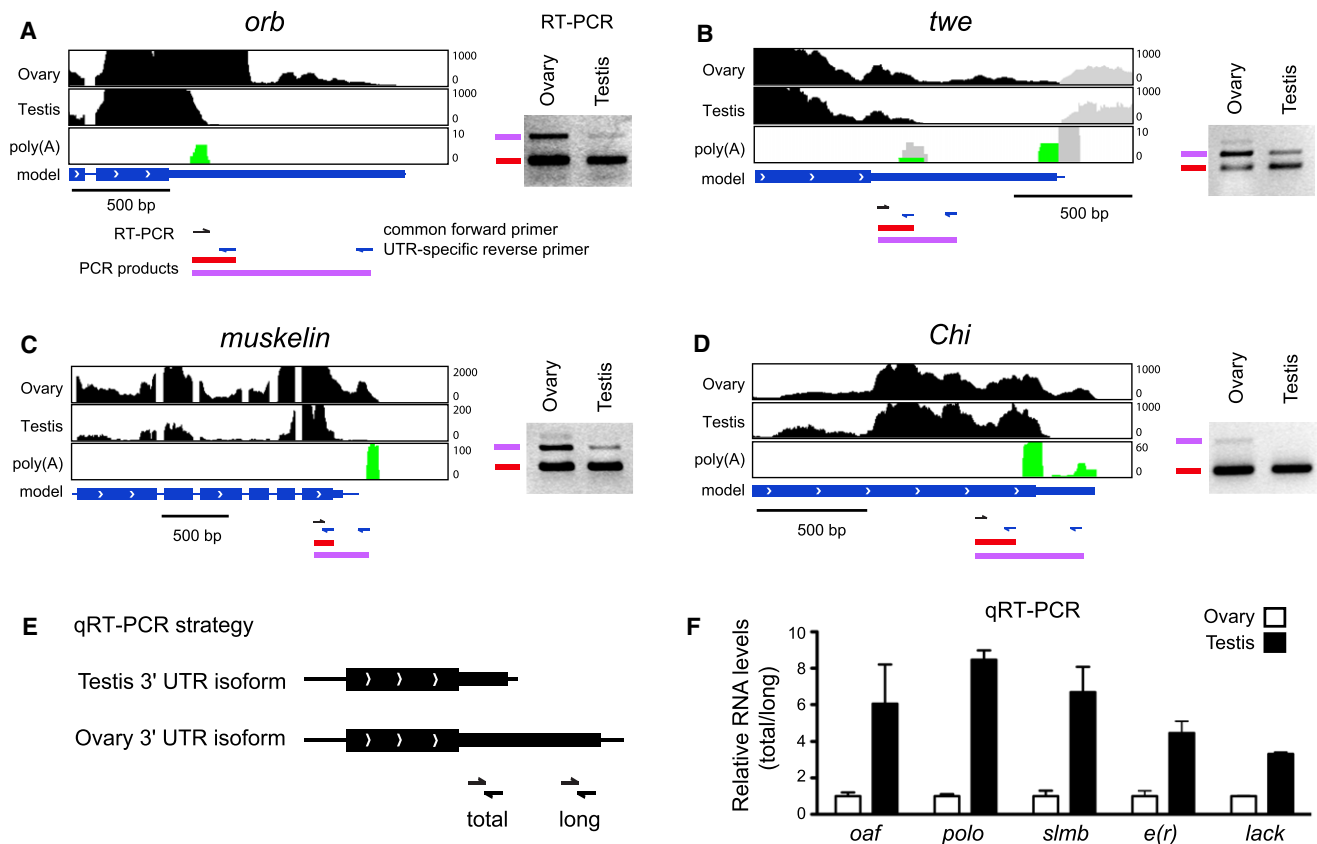 A
orb
RT-PCR
Ovary
1000
0
Testis
1000
0
poly(A)
10
0
model
500 bp
Ovary
Testis
RT-PCR
common forward primer
UTR-specific reverse primer
PCR products
B
twe
Ovary
1000
0
Testis
1000
0
poly(A)
10
0
model
500 bp
Ovary
Testis
C
muskelin
Ovary
2000
0
Testis
200
0
poly(A)
100
0
model
500 bp
Ovary
Testis
D
Chi
Ovary
1000
0
Testis
1000
0
poly(A)
60
0
model
500 bp
Ovary
Testis
E
qRT-PCR strategy
Testis 3' UTR isoform
Ovary 3' UTR isoform
total
long
F
qRT-PCR
Ovary
Testis
Relative RNA levels
(total/long)
10
8
6
4
2
0
oaf
polo
slmb
e(r)
lack